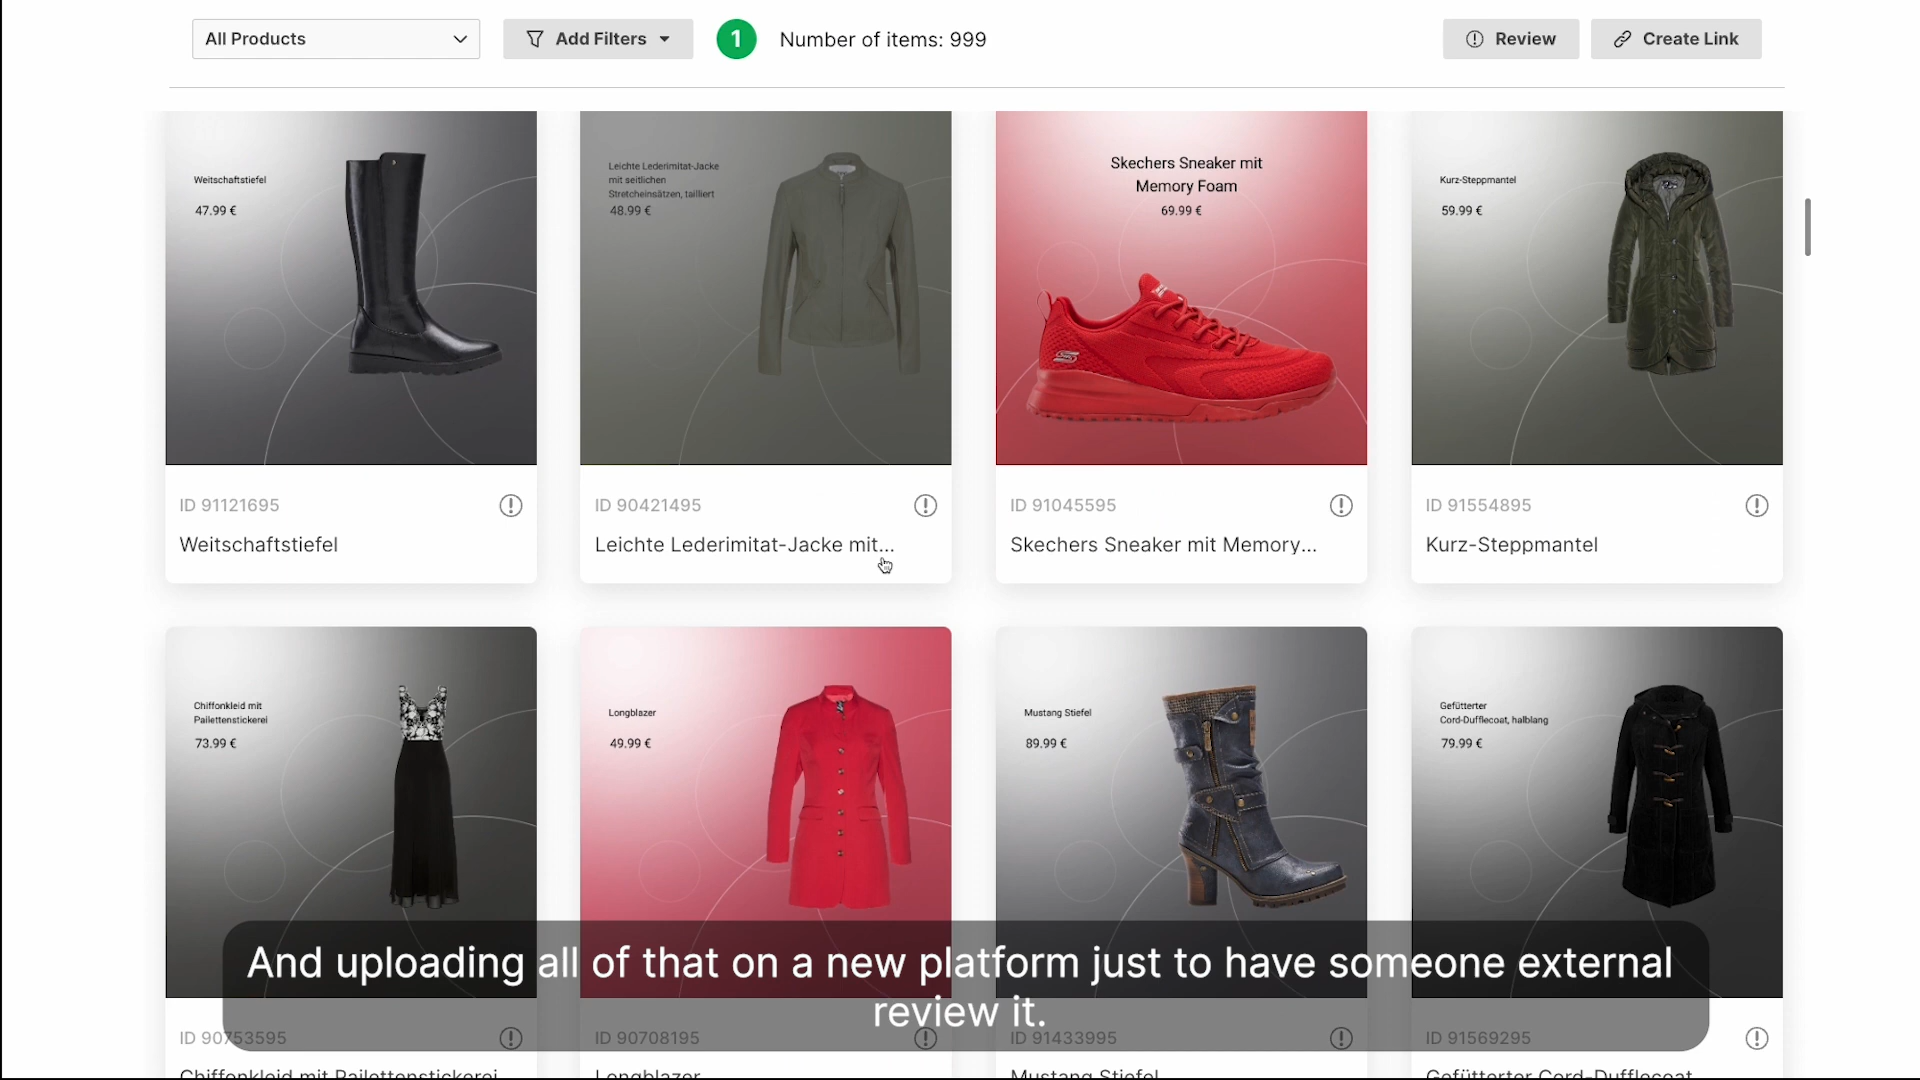 All Products
Add Filters
1
Number of items: 999
Review
Create Link
Weitschaftstiefel
47.99 €
Leichte Lederimitat-Jacke
mit seitlichen
Stretcheinsätzen, tailliert
48.99 €
Skechers Sneaker mit
Memory Foam
69.99 €
Kurz-Steppmantel
59.99 €
ID 91121695
Weitschaftstiefel
ID 90421495
Leichte Lederimitat-Jacke mit...
ID 91045595
Skechers Sneaker mit Memory...
ID 91554895
Kurz-Steppmantel
Chiffonkleid mit
Pailettenstickerei
73.99 €
Longblazer
49.99 €
Mustang Stiefel
89.99 €
Gefütterter
Cord-Dufflecoat, halblang
79.99 €
And uploading all of that on a new platform just to have someone external
review it.
ID 90753595
ID 90708195
ID 91433995
ID 91569295
Chiffonkleid mit Pailettenstickerei
Longblazer
Mustang Stiefel
Gefütterter Cord-Dufflecoat